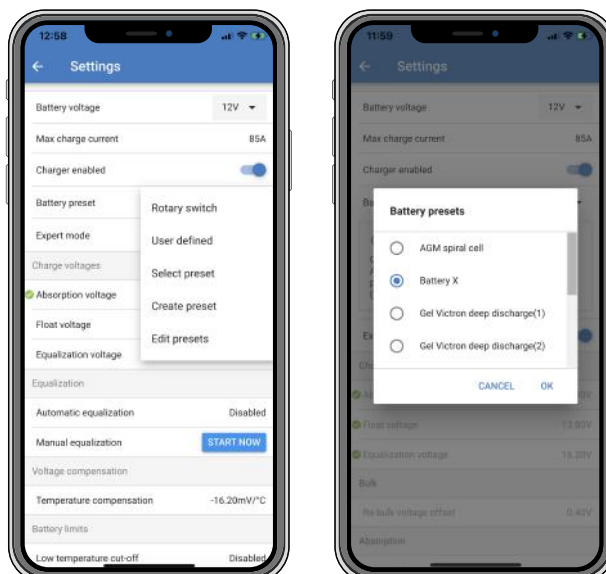 12:58
Settings
Battery voltage 12V
Max charge current 85A
Charger enabled
Battery preset
Rotary switch
Expert mode
User defined
Charge voltages
Select preset
Absorption voltage
Create preset
Float voltage
Edit presets
Equalization voltage
Equalization
Automatic equalization Disabled
Manual equalization START NOW
Voltage compensation
Temperature compensation -16.20mV/°C
Battery limits
Low temperature cut-off Disabled
11:59
Settings
Battery voltage 12V
Max charge current 85A
Charger enabled
Battery presets
AGM spiral cell
Battery X
Gel Victron deep discharge(1)
Gel Victron deep discharge(2)
CANCEL OK
Float voltage
Equalization voltage
Bulk
Re-bulk voltage offset 0.40V
Absorption